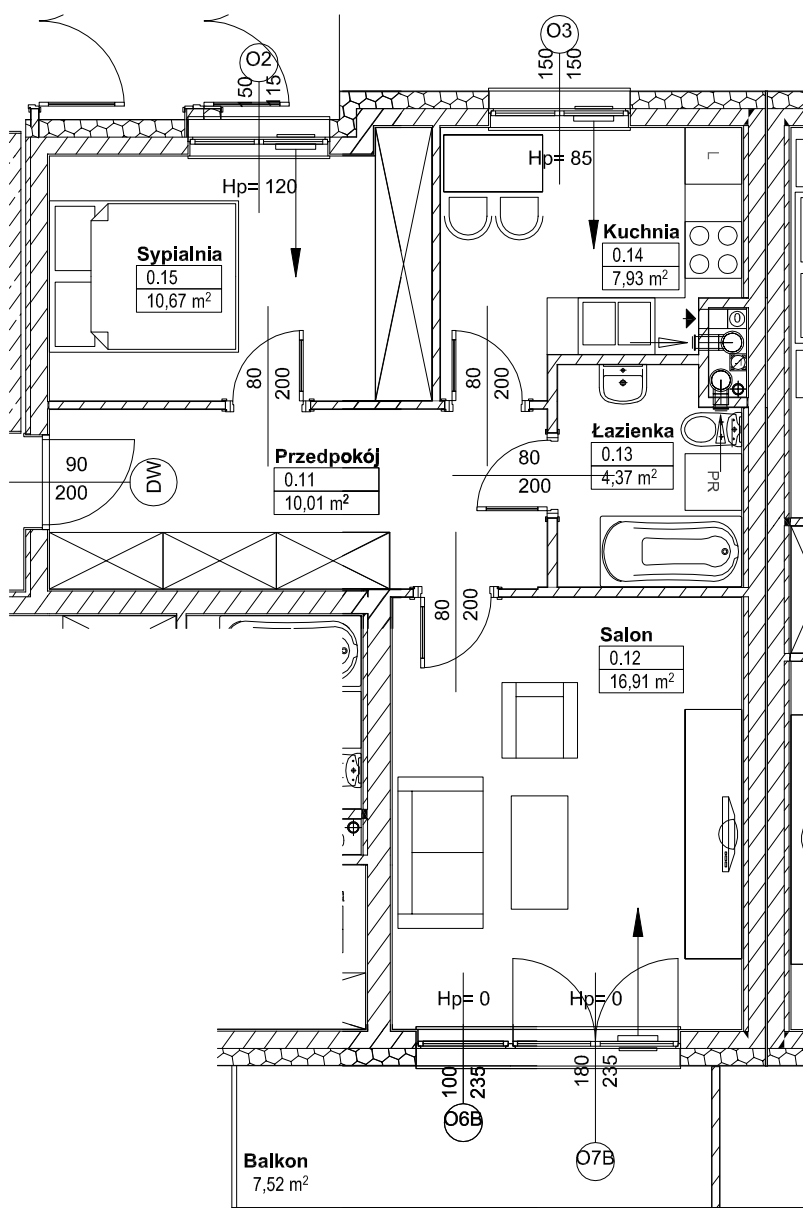 O2
O3
150
15
150
150
Hp= 120
Hp= 85
L
Sypialnia
0.15
10,67 m²
Kuchnia
0.14
7,93 m²
80
200
80
200
Łazienka
0.13
4,37 m²
PR
90
200
DW
Przedpokój
0.11
10,01 m²
80
200
80
200
Salon
0.12
16,91 m²
Hp= 0
Hp= 0
100
235
180
235
O6B
O7B
Balkon
7,52 m²